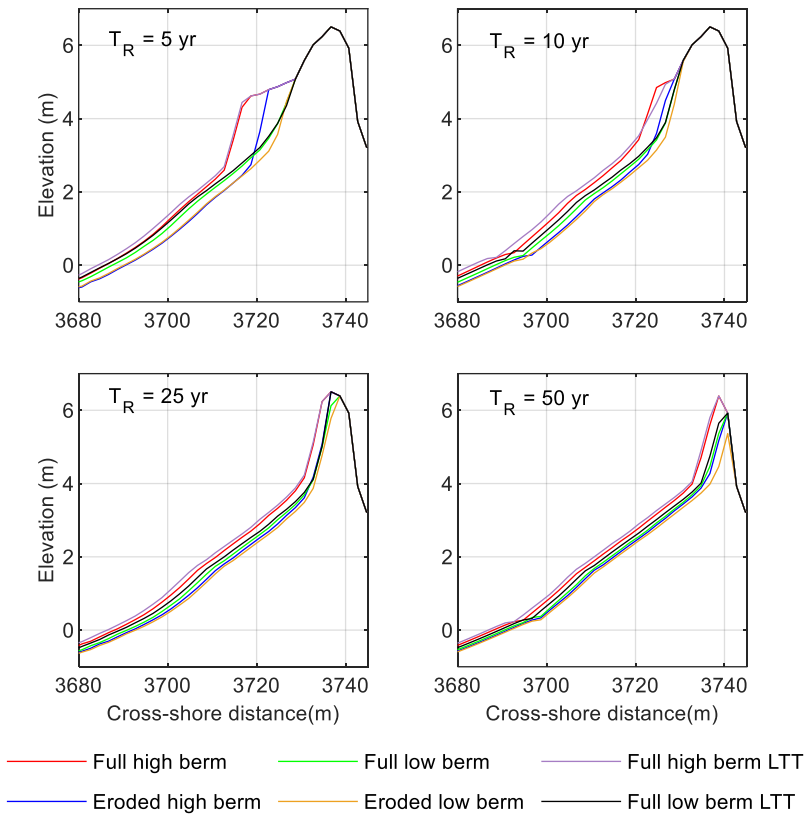 T_R = 5 yr
T_R = 10 yr
Elevation (m)
6
4
2
0
6
4
2
0
3680 3700 3720 3740
3680 3700 3720 3740
T_R = 25 yr
T_R = 50 yr
Elevation (m)
6
4
2
0
6
4
2
0
3680 3700 3720 3740
3680 3700 3720 3740
Cross-shore distance(m)
Cross-shore distance(m)
Full high berm Full low berm Full high berm LTT
Eroded high berm Eroded low berm Full low berm LTT